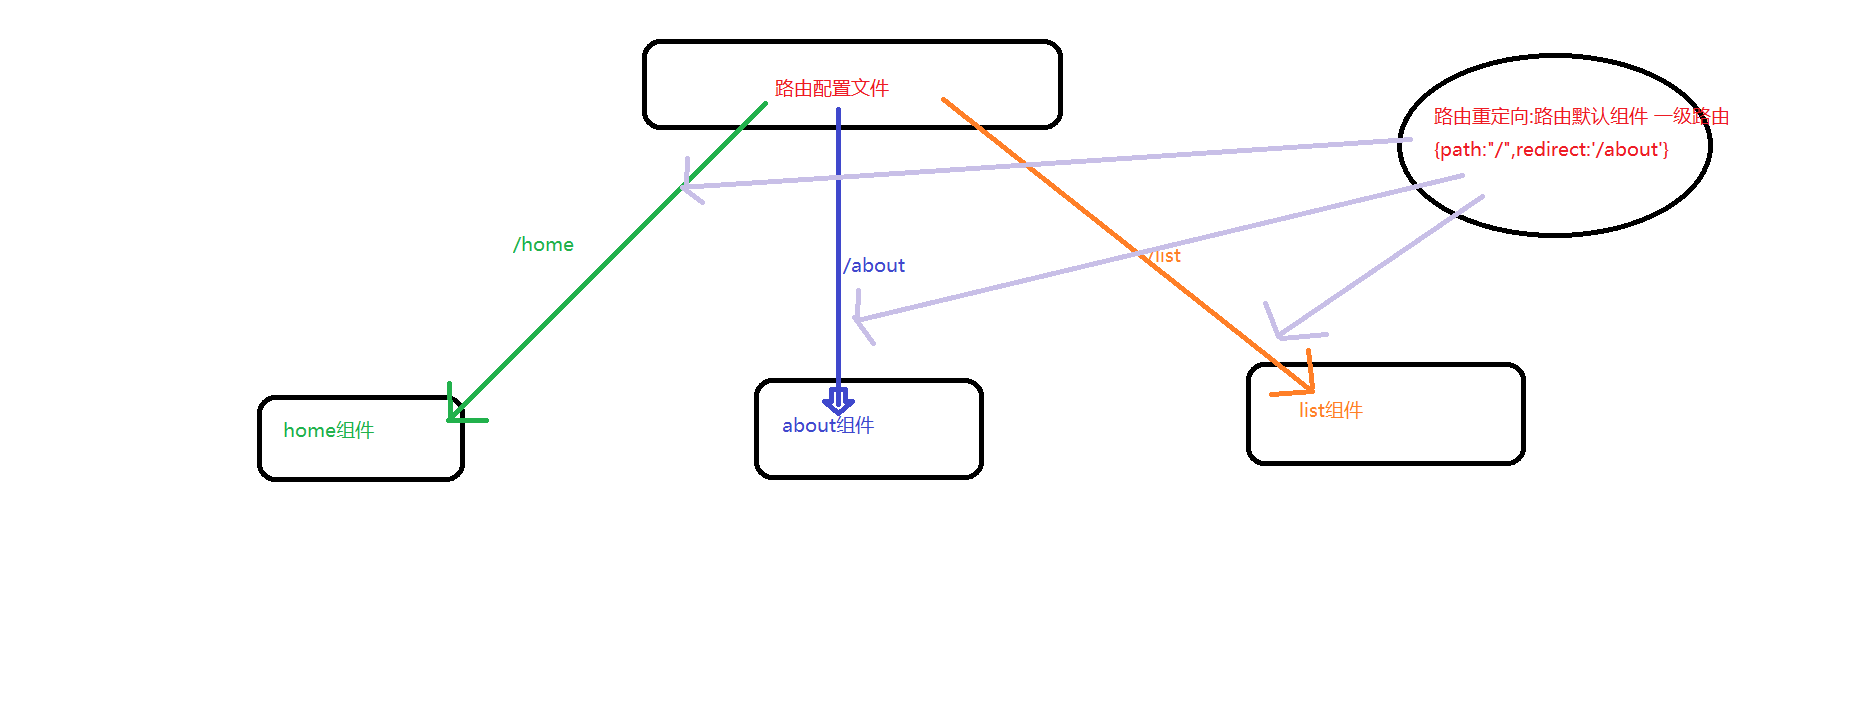 路由配置文件
路由重定向:路由默认组件 一级路由
{path:"/",redirect:'/about'}
/home
/about
/list
home组件
about组件
list组件